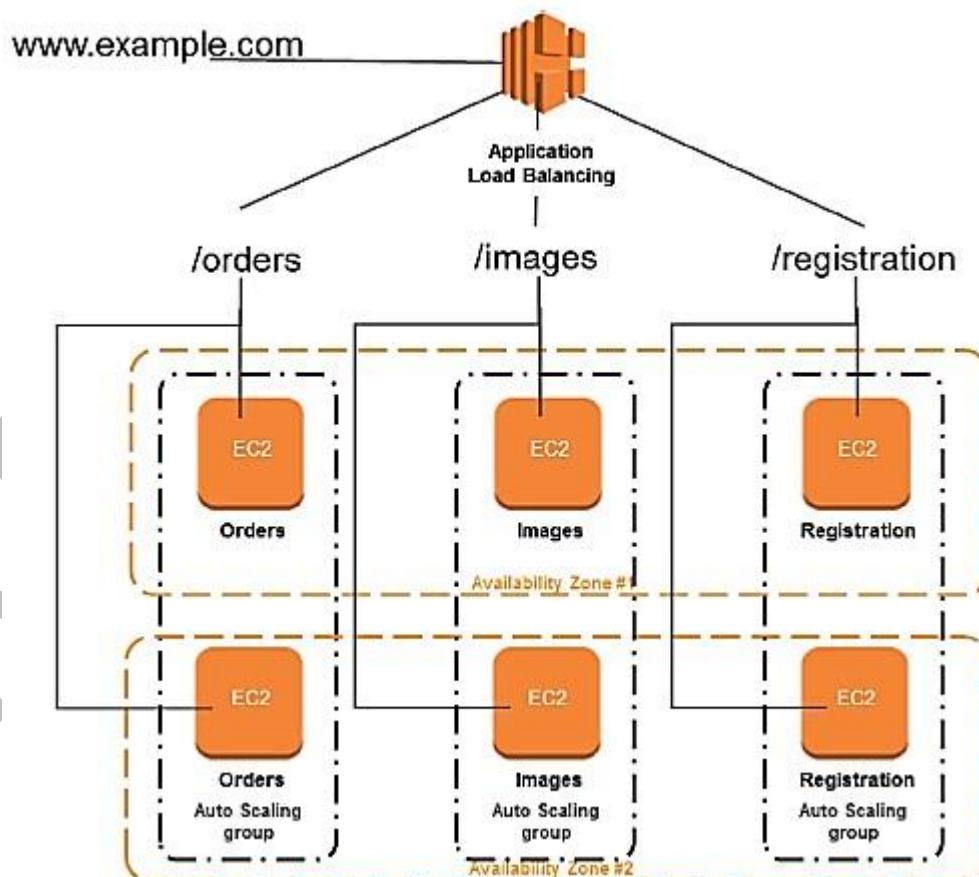 www.example.com
Application
Load Balancing
/orders
/images
/registration
EC2
EC2
EC2
Orders
Images
Registration
Availability Zone #1
EC2
EC2
EC2
Orders
Images
Registration
Auto Scaling
group
Auto Scaling
group
Auto Scaling
group
Availability Zone #2